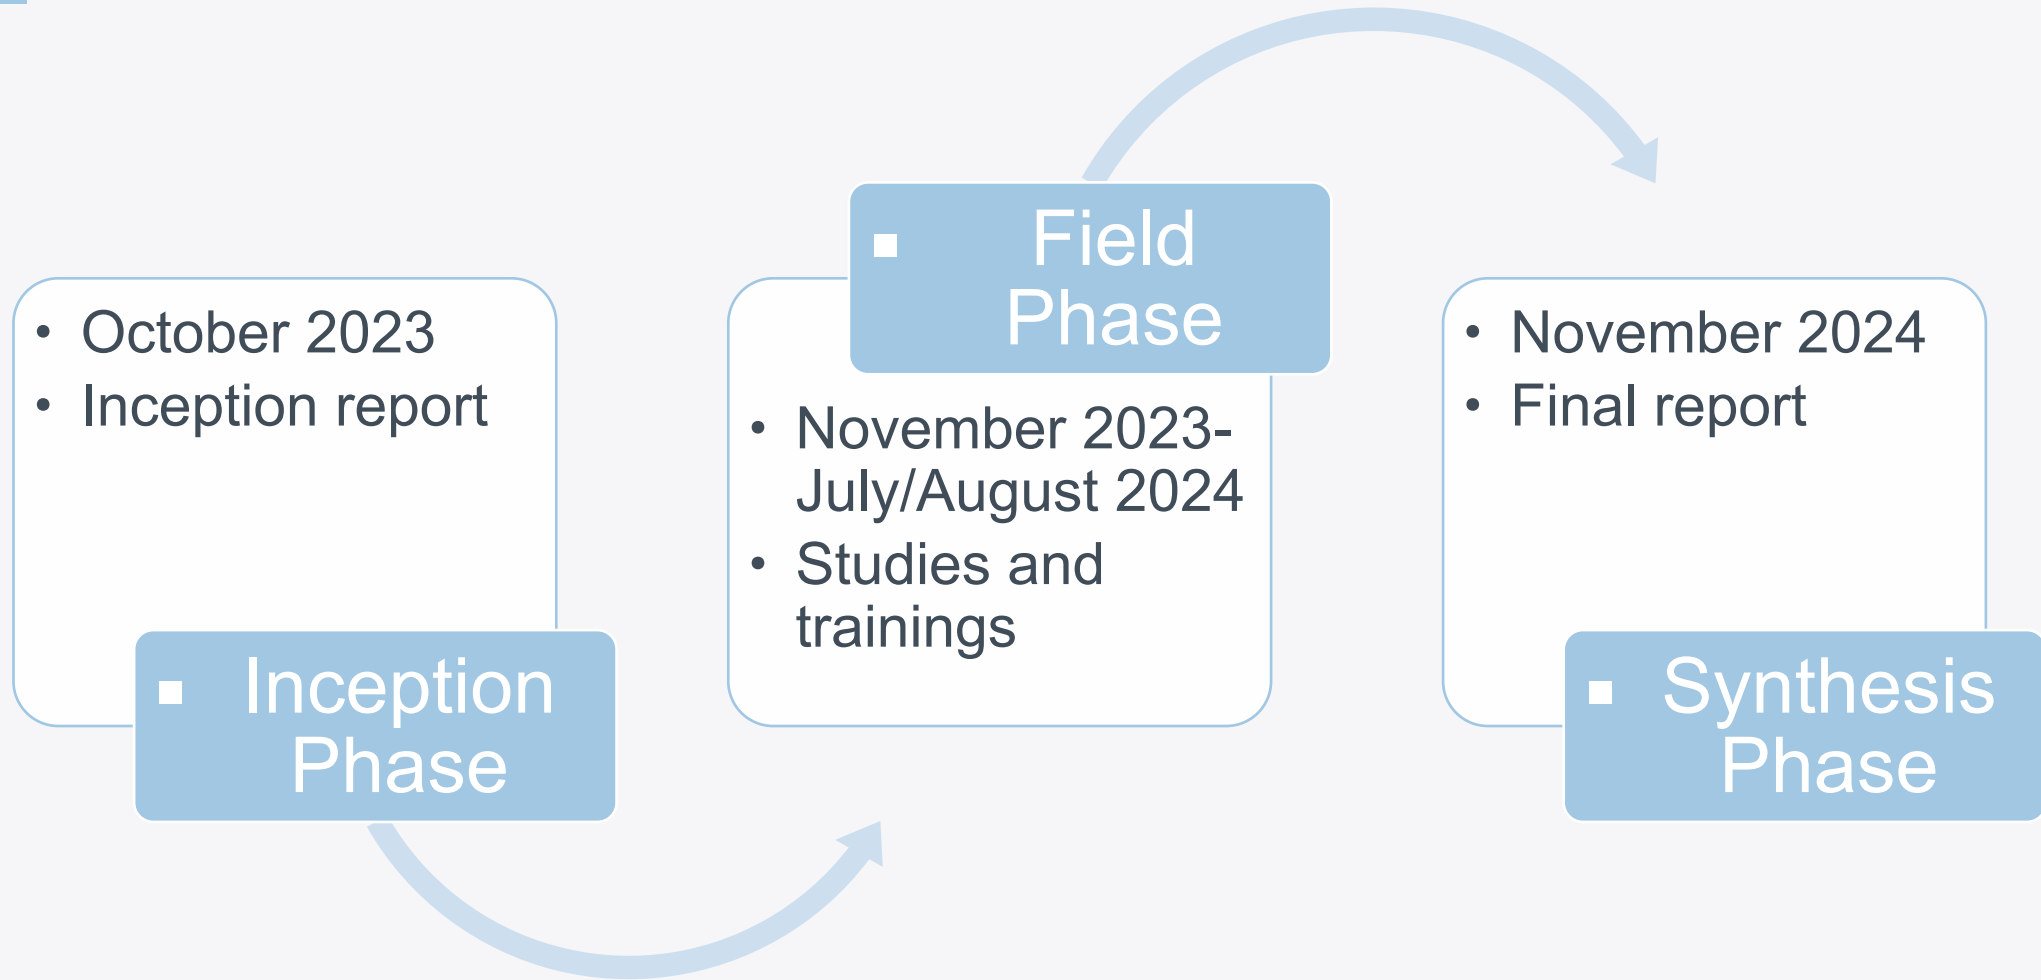 • October 2023
• Inception report
▪ Inception
Phase
▪ Field
Phase
• November 2023-
July/August 2024
• Studies and
trainings
• November 2024
• Final report
▪ Synthesis
Phase